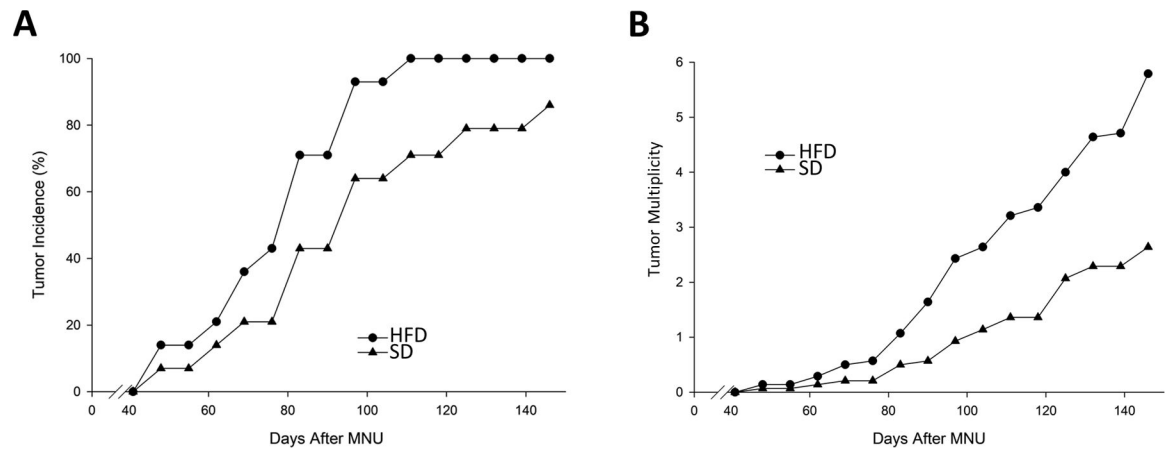 A
100
80
60
40
20
0
Tumor Incidence (%)
HFD
SD
0 40 60 80 100 120 140
Days After MNU
B
6
5
4
3
2
1
0
Tumor Multiplicity
HFD
SD
0 40 60 80 100 120 140
Days After MNU